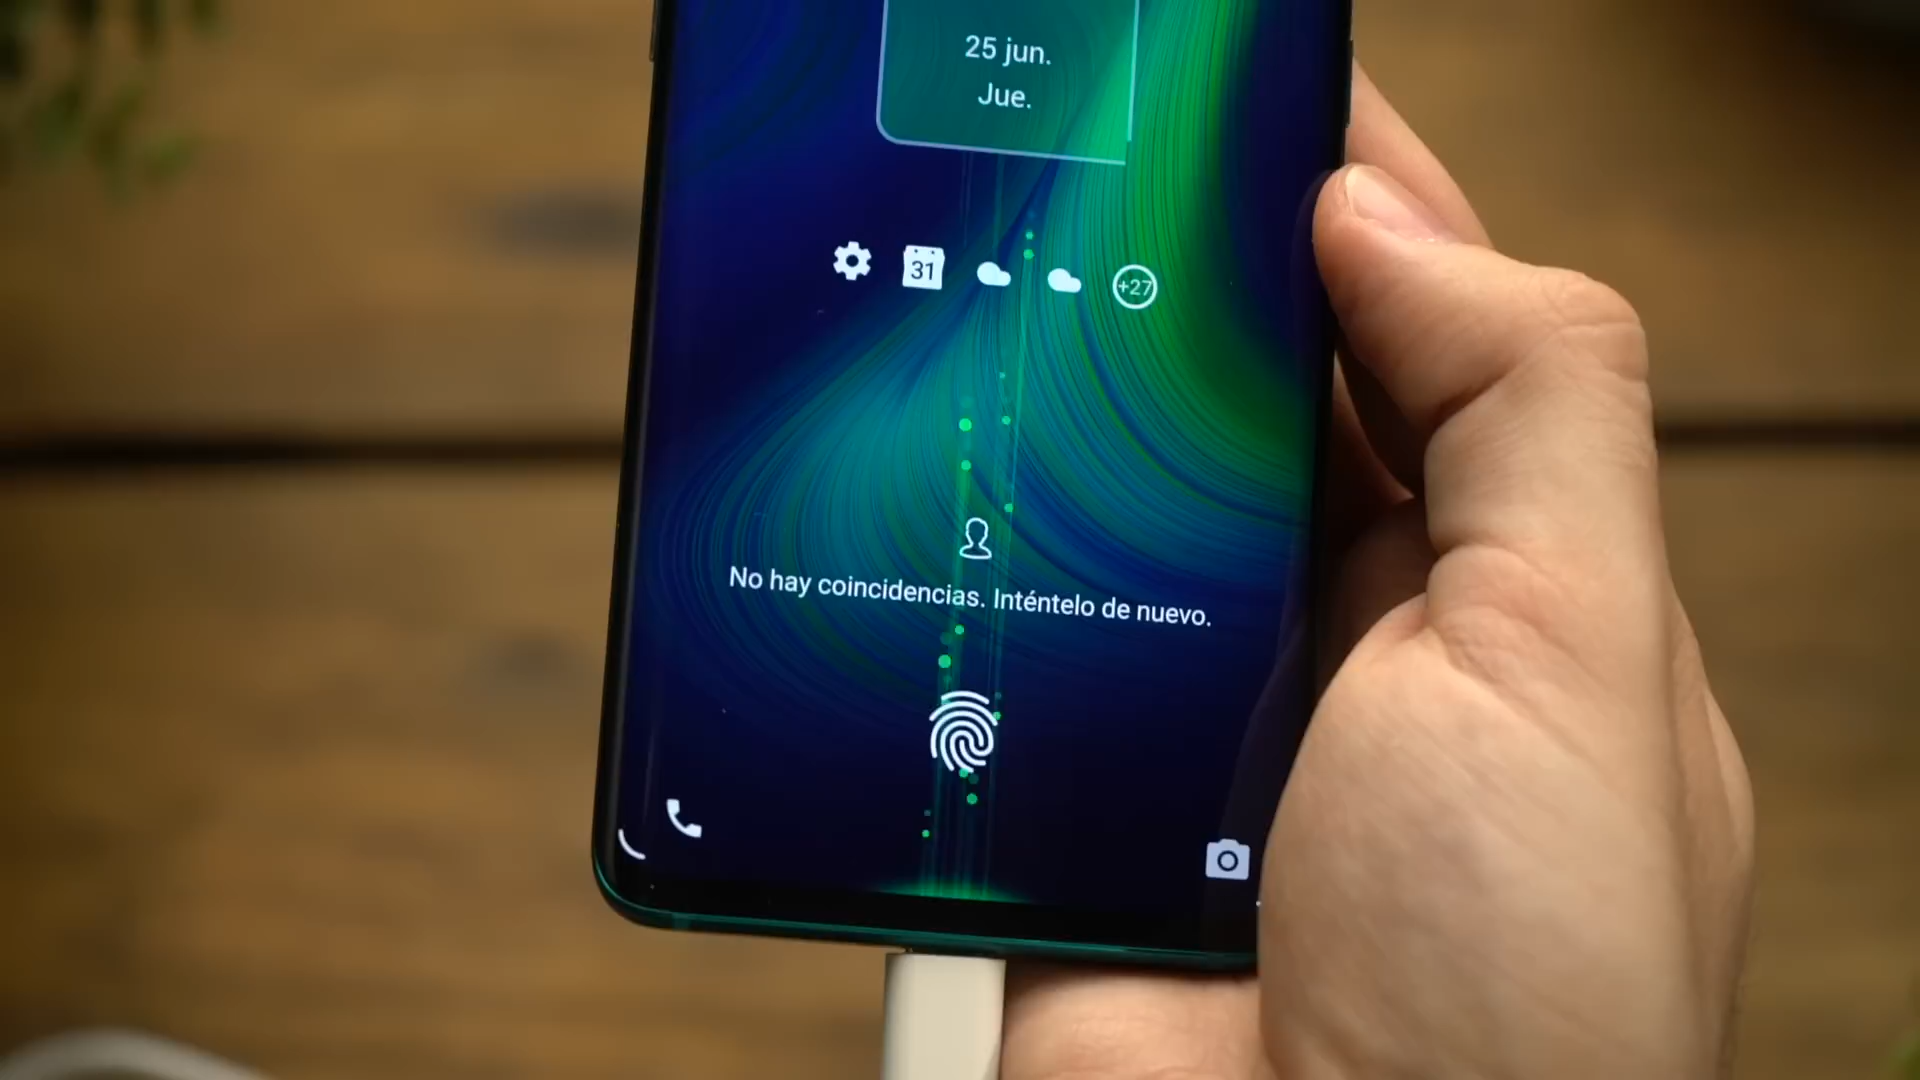 25 jun.
Jue.
31
+27
No hay coincidencias. Inténtelo de nuevo.